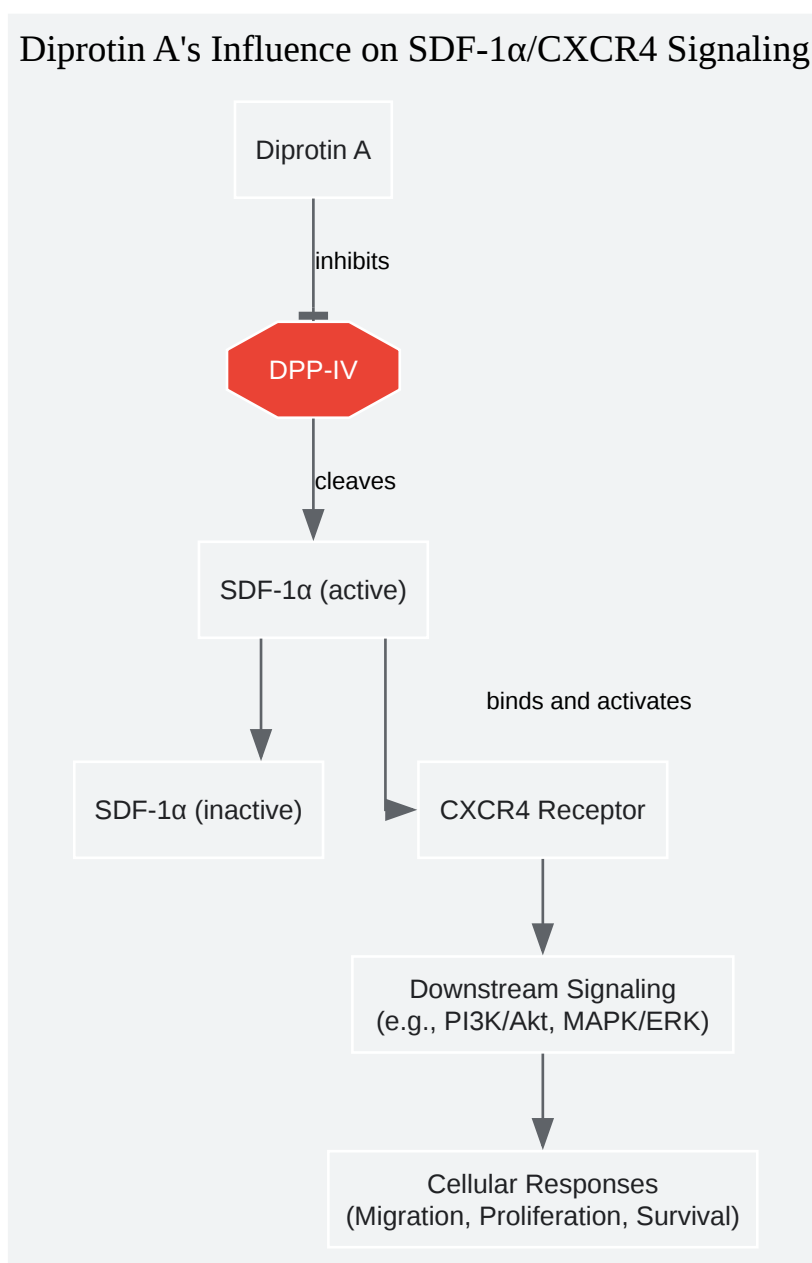 Diprotin A's Influence on SDF-1α/CXCR4 Signaling
Diprotin A
inhibits
DPP-IV
cleaves
SDF-1α (active)
binds and activates
SDF-1α (inactive)
CXCR4 Receptor
Downstream Signaling
(e.g., PI3K/Akt, MAPK/ERK)
Cellular Responses
(Migration, Proliferation, Survival)